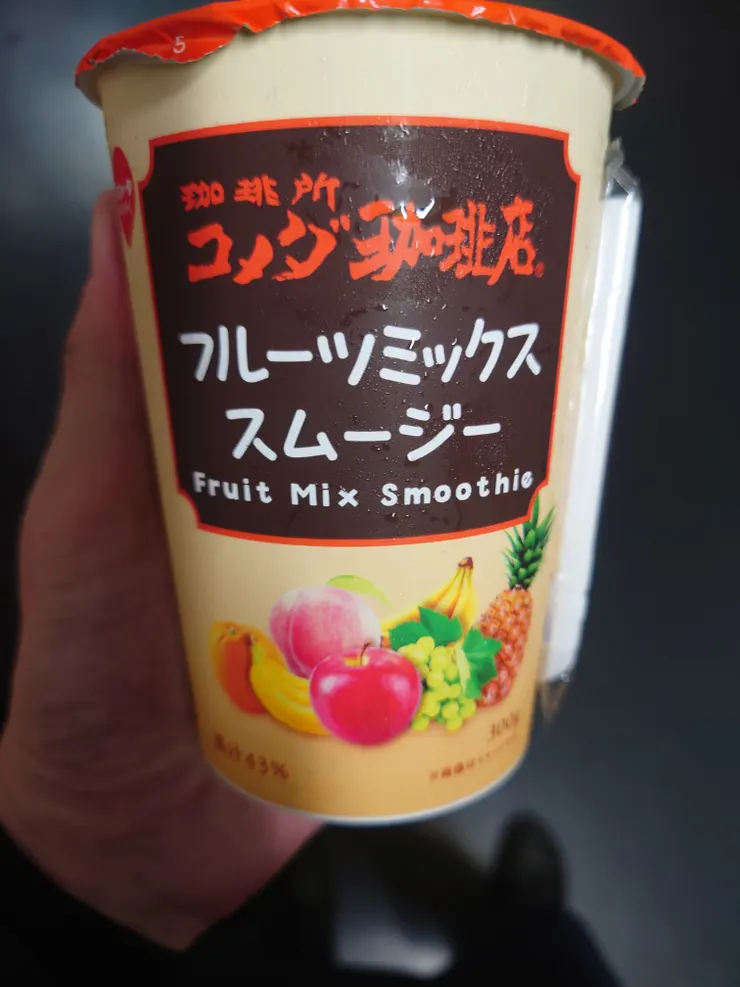 5
珈琲所
コメダ珈琲店
フルーツミックス
スムージー
Fruit Mix Smoothie
果汁43%
300g